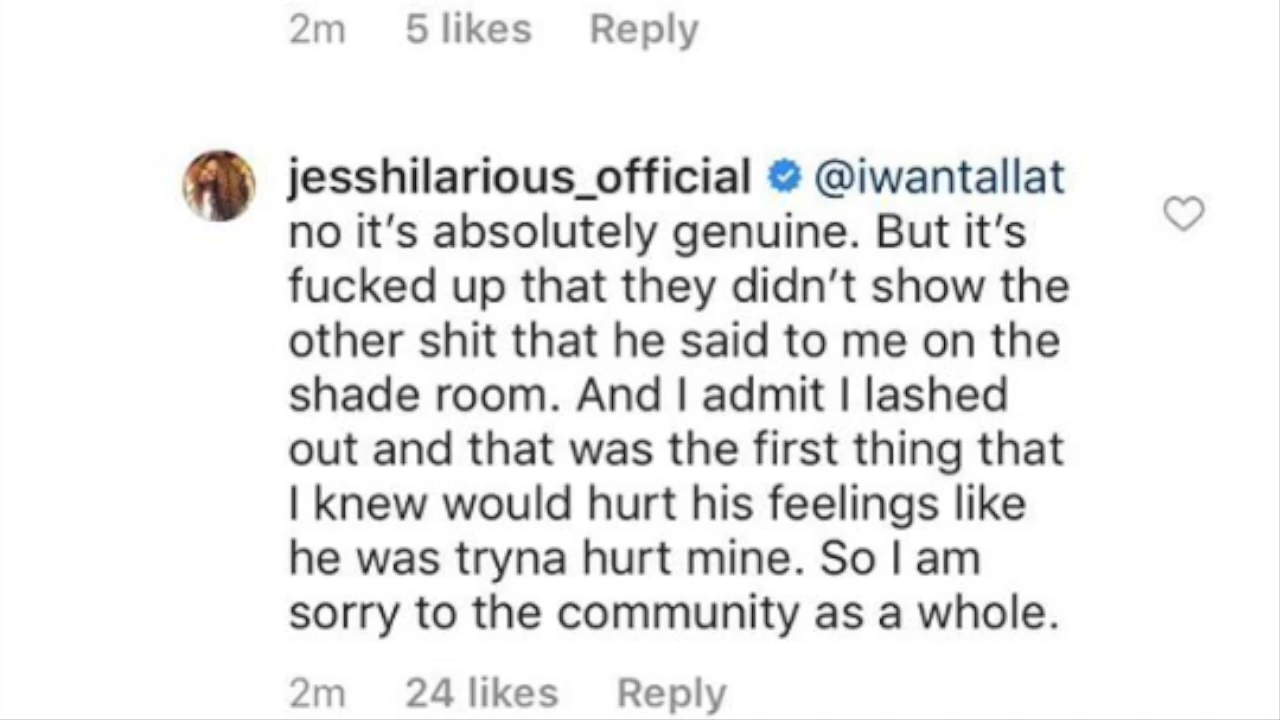 2m 5 likes Reply
jesshilarious_official @iwantallat
no it’s absolutely genuine. But it’s
fucked up that they didn’t show the
other shit that he said to me on the
shade room. And I admit I lashed
out and that was the first thing that
I knew would hurt his feelings like
he was tryna hurt mine. So I am
sorry to the community as a whole.
2m 24 likes Reply